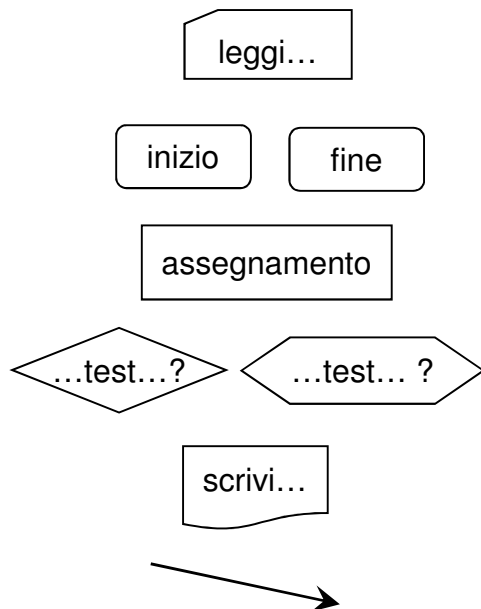 leggi…
inizio fine
assegnamento
…test…? …test… ?
scrivi…